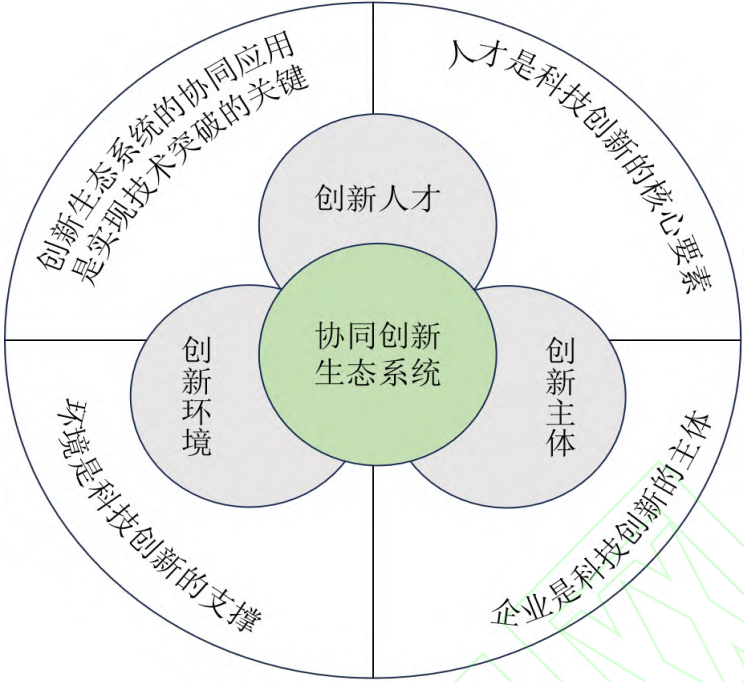 创新生态系统的协同应用
是实现技术突破的关键
人才是科技创新的核心要素
创新人才
协同创新
生态系统
创新环境
创新主体
环境是科技创新的支撑
企业是科技创新的主体